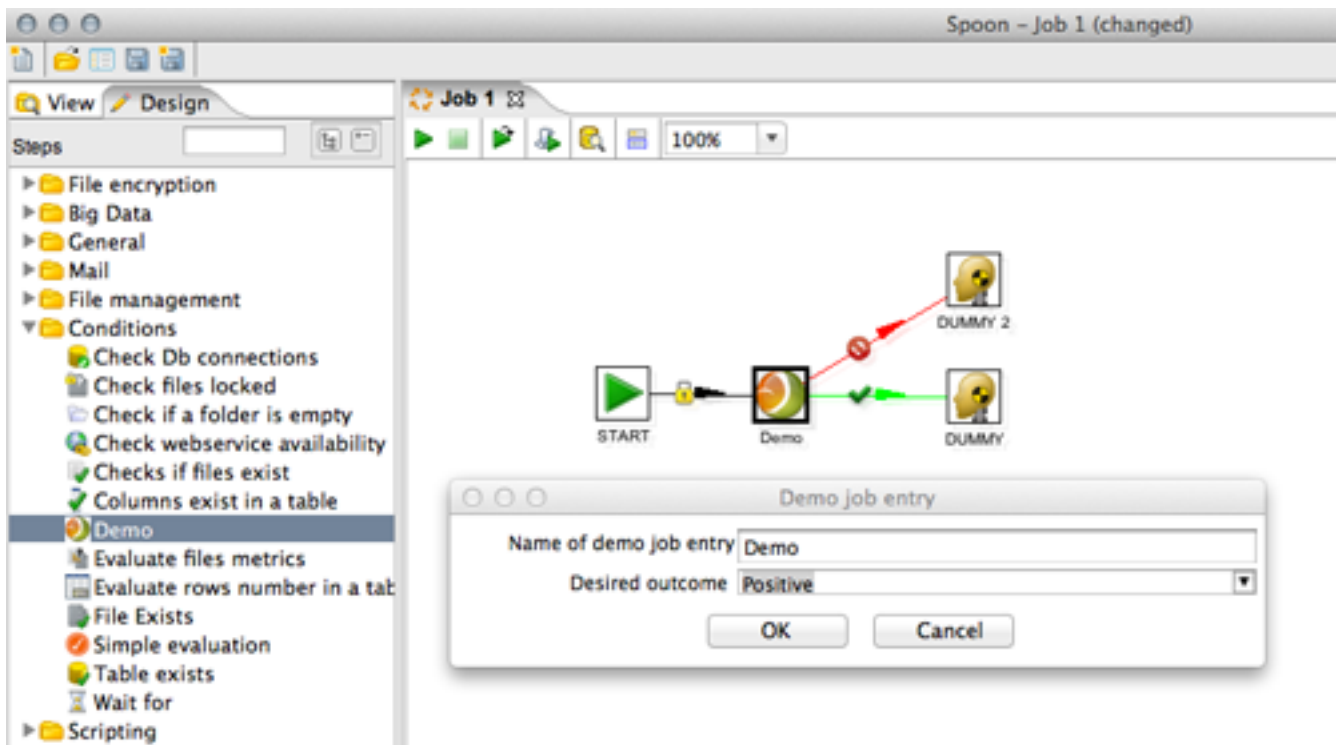 Spoon - Job 1 (changed)
View
Design
Job 1
Steps
100%
File encryption
Big Data
General
Mail
File management
Conditions
Check Db connections
Check files locked
Check if a folder is empty
Check webservice availability
Checks if files exist
Columns exist in a table
Demo
Evaluate files metrics
Evaluate rows number in a tab
File Exists
Simple evaluation
Table exists
Wait for
Scripting
DUMMY 2
START
Demo
DUMMY
Demo job entry
Name of demo job entry Demo
Desired outcome Positive
OK
Cancel